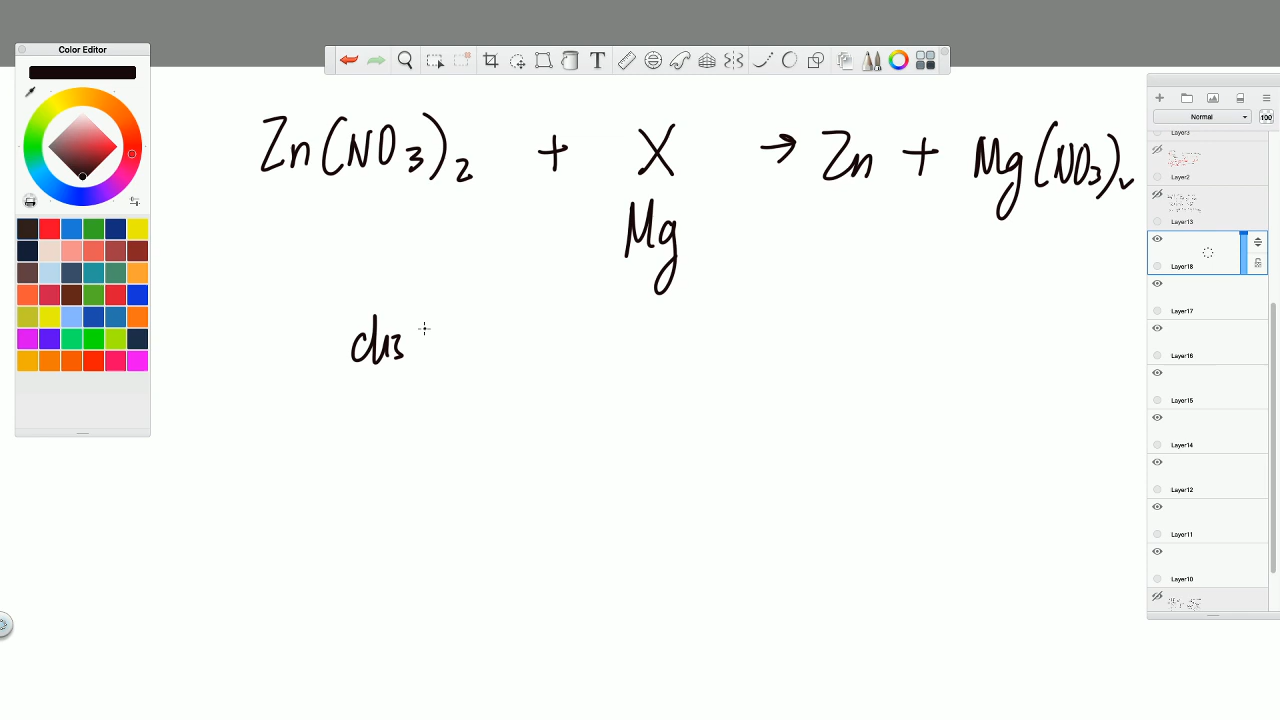 Color Editor
Normal
100
Layer3
Layer2
Layer13
Layer18
Layer17
Layer16
Layer15
Layer14
Layer12
Layer11
Layer10
Zn(NO3)2 + X → Zn + Mg(NO3)2
Mg
dis